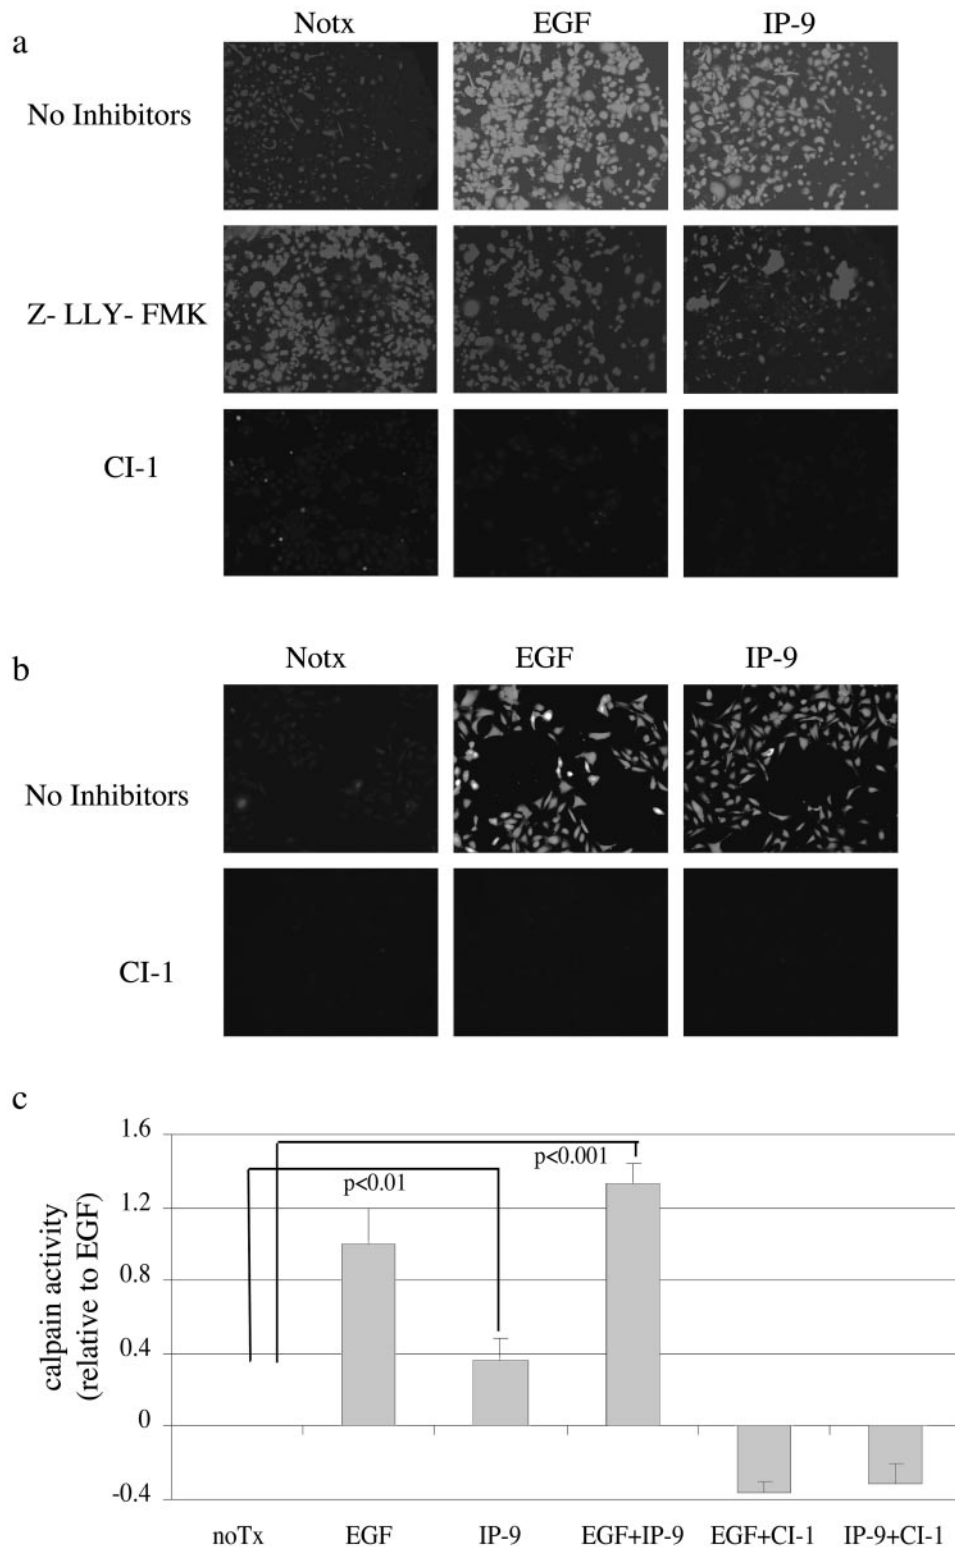 a
Notx EGF IP-9
No Inhibitors
Z- LLY- FMK
CI-1
b
Notx EGF IP-9
No Inhibitors
CI-1
c
calpain activity
(relative to EGF)
1.6
1.2
0.8
0.4
0
-0.4
p<0.01
p<0.001
noTx EGF IP-9 EGF+IP-9 EGF+CI-1 IP-9+CI-1